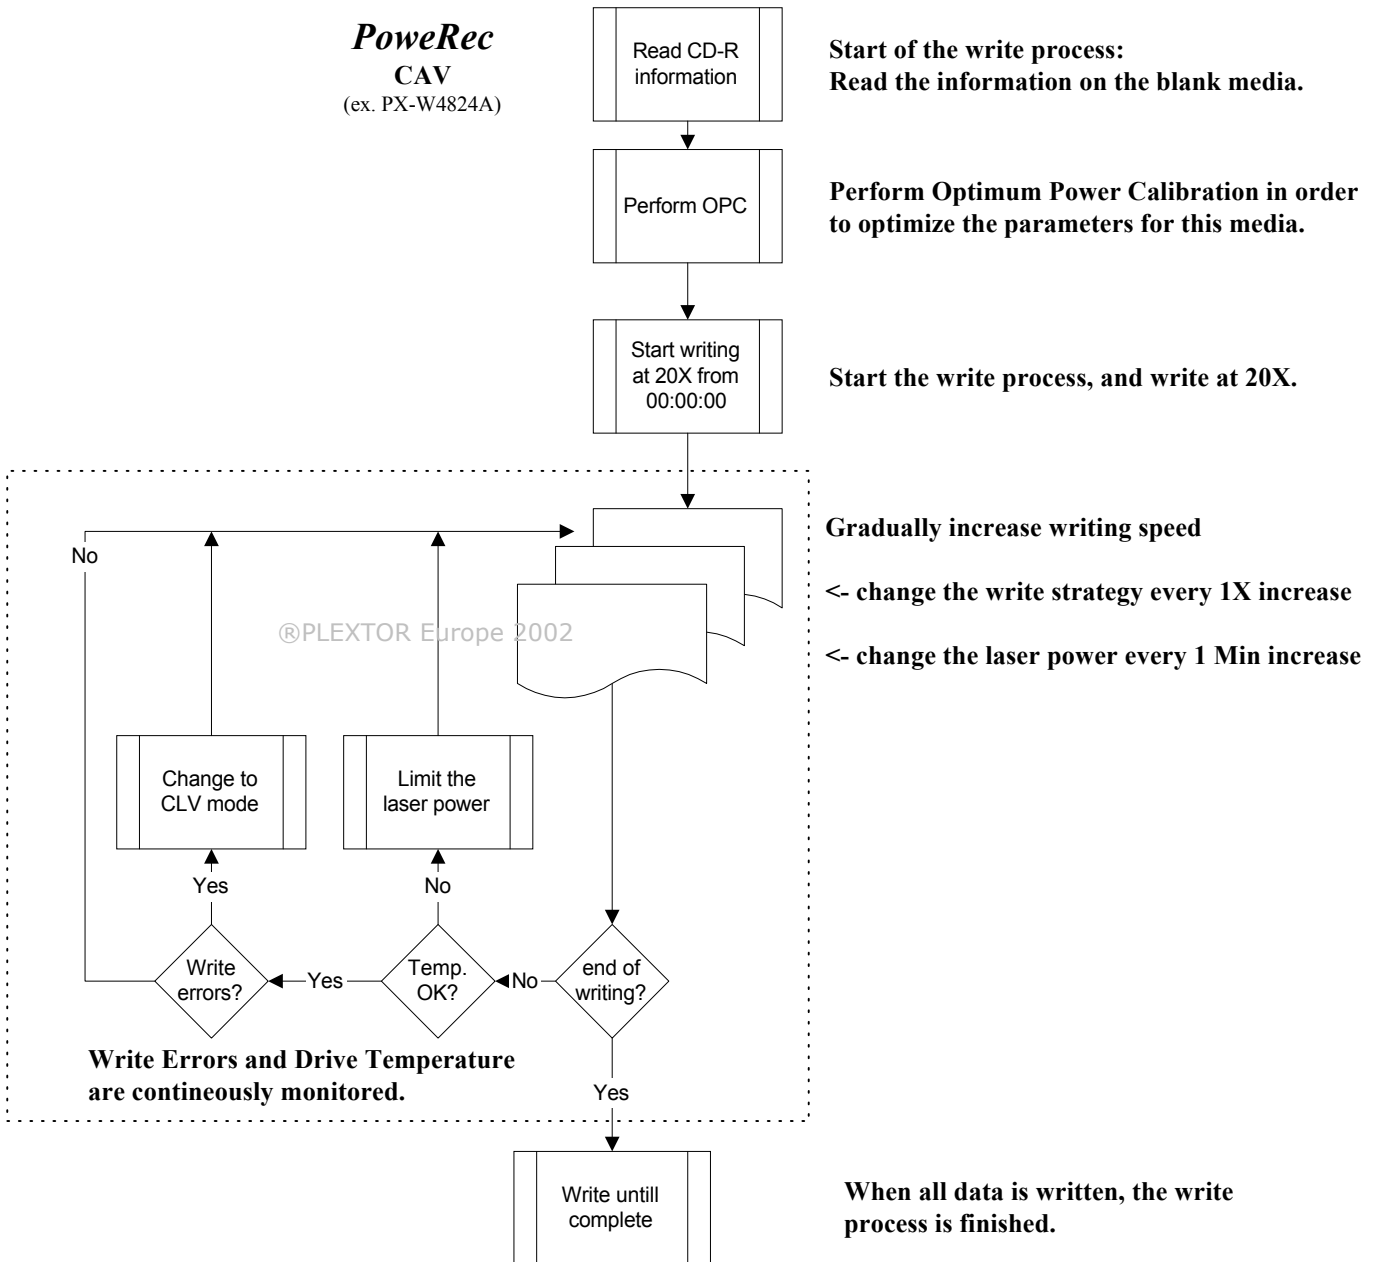 PoweRec
CAV
(ex. PX-W4824A)
Read CD-R
information
Start of the write process:
Read the information on the blank media.
Perform OPC
Perform Optimum Power Calibration in order
to optimize the parameters for this media.
Start writing
at 20X from
00:00:00
Start the write process, and write at 20X.
Gradually increase writing speed
<- change the write strategy every 1X increase
<- change the laser power every 1 Min increase
No
®PLEXTOR Europe 2002
Change to
CLV mode
Limit the
laser power
Yes
No
Write
errors?
Yes
Temp.
OK?
No
end of
writing?
Write Errors and Drive Temperature
are contineously monitored.
Yes
Write untill
complete
When all data is written, the write
process is finished.